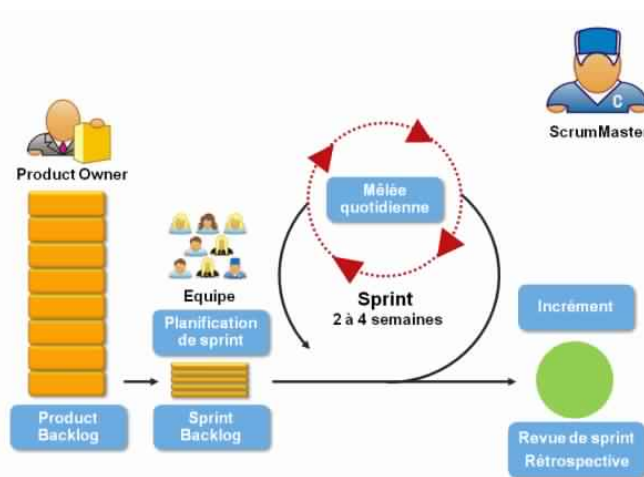 Product Owner
Product
Backlog
Equipe
Planification
de sprint
Sprint
Backlog
Mêlée
quotidienne
Sprint
2 à 4 semaines
C
ScrumMaster
Incrément
Revue de sprint
Rétrospective